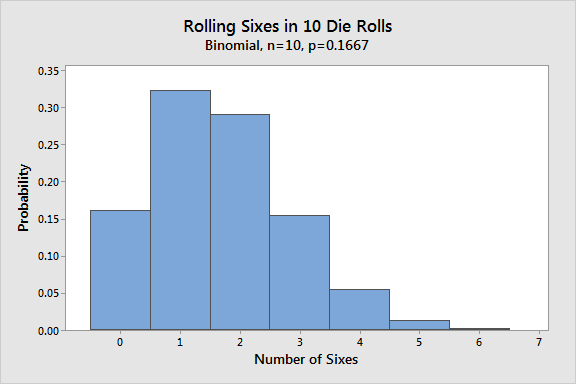 Rolling Sixes in 10 Die Rolls
Binomial, n=10, p=0.1667
0.35
0.30
0.25
0.20
0.15
0.10
0.05
0.00
Probability
0 1 2 3 4 5 6 7
Number of Sixes